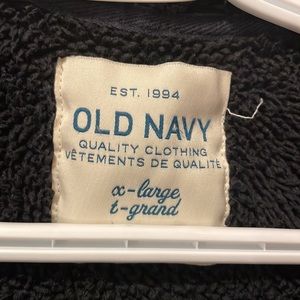 EST. 1994
OLD NAVY
QUALITY CLOTHING
VÊTEMENTS DE QUALITÉ
x-large
t-grand